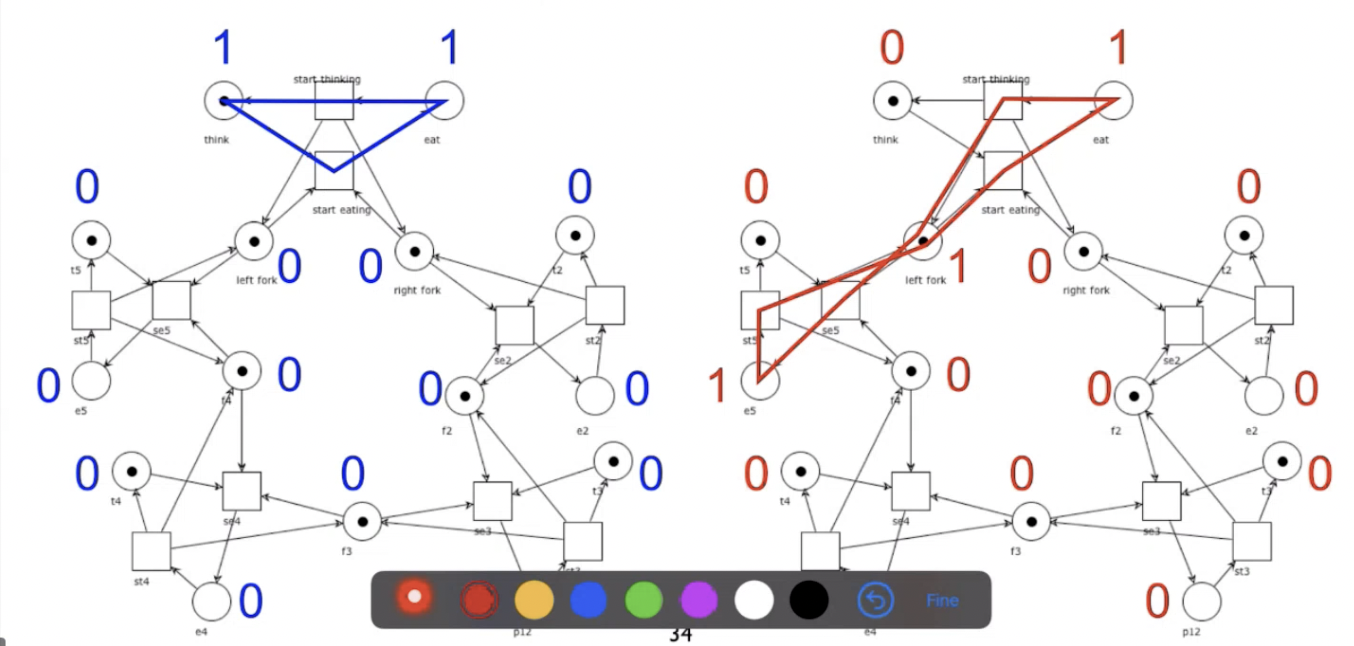 1 1 0 1
start thinking start thinking
think eat think eat
0 0 0 0
start eating start eating
t5 left fork 0 0 right fork t2 t5 left fork 1 0 right fork t2
st5 se5 se2 st2 st5 se5 se2 st2
0 e5 f4 0 0 f2 0 e2 1 e5 f4 0 0 f2 0 e2
0 t4 0 t3 0 0 t4 0 t3 0
se4 se3 se4 se3
f3 f3
st4 st3 st3
0 0
Fine
e4 p12 34 e4 p12